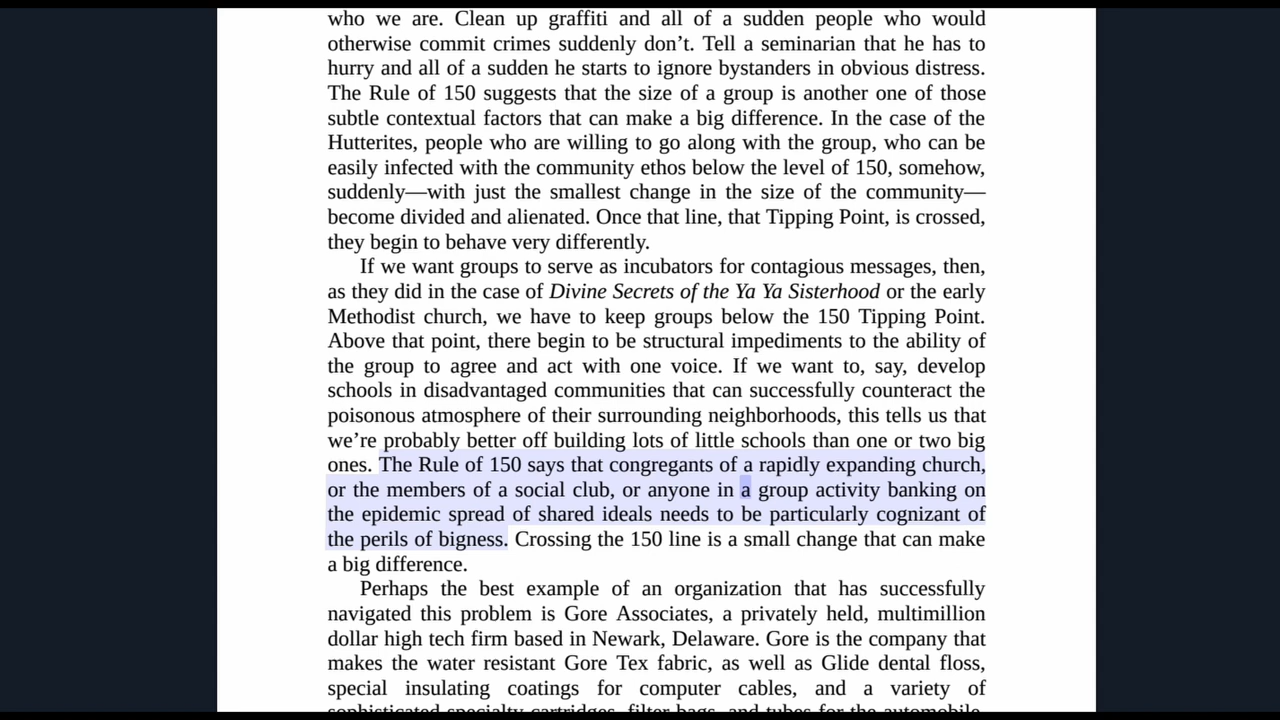 who we are. Clean up graffiti and all of a sudden people who would
otherwise commit crimes suddenly don’t. Tell a seminarian that he has to
hurry and all of a sudden he starts to ignore bystanders in obvious distress.
The Rule of 150 suggests that the size of a group is another one of those
subtle contextual factors that can make a big difference. In the case of the
Hutterites, people who are willing to go along with the group, who can be
easily infected with the community ethos below the level of 150, somehow,
suddenly—with just the smallest change in the size of the community—
become divided and alienated. Once that line, that Tipping Point, is crossed,
they begin to behave very differently.
If we want groups to serve as incubators for contagious messages, then,
as they did in the case of Divine Secrets of the Ya Ya Sisterhood or the early
Methodist church, we have to keep groups below the 150 Tipping Point.
Above that point, there begin to be structural impediments to the ability of
the group to agree and act with one voice. If we want to, say, develop
schools in disadvantaged communities that can successfully counteract the
poisonous atmosphere of their surrounding neighborhoods, this tells us that
we’re probably better off building lots of little schools than one or two big
ones. The Rule of 150 says that congregants of a rapidly expanding church,
or the members of a social club, or anyone in a group activity banking on
the epidemic spread of shared ideals needs to be particularly cognizant of
the perils of bigness. Crossing the 150 line is a small change that can make
a big difference.
Perhaps the best example of an organization that has successfully
navigated this problem is Gore Associates, a privately held, multimillion
dollar high tech firm based in Newark, Delaware. Gore is the company that
makes the water resistant Gore Tex fabric, as well as Glide dental floss,
special insulating coatings for computer cables, and a variety of
sophisticated specialty cartridges, filter bags, and tubes for the automobile,